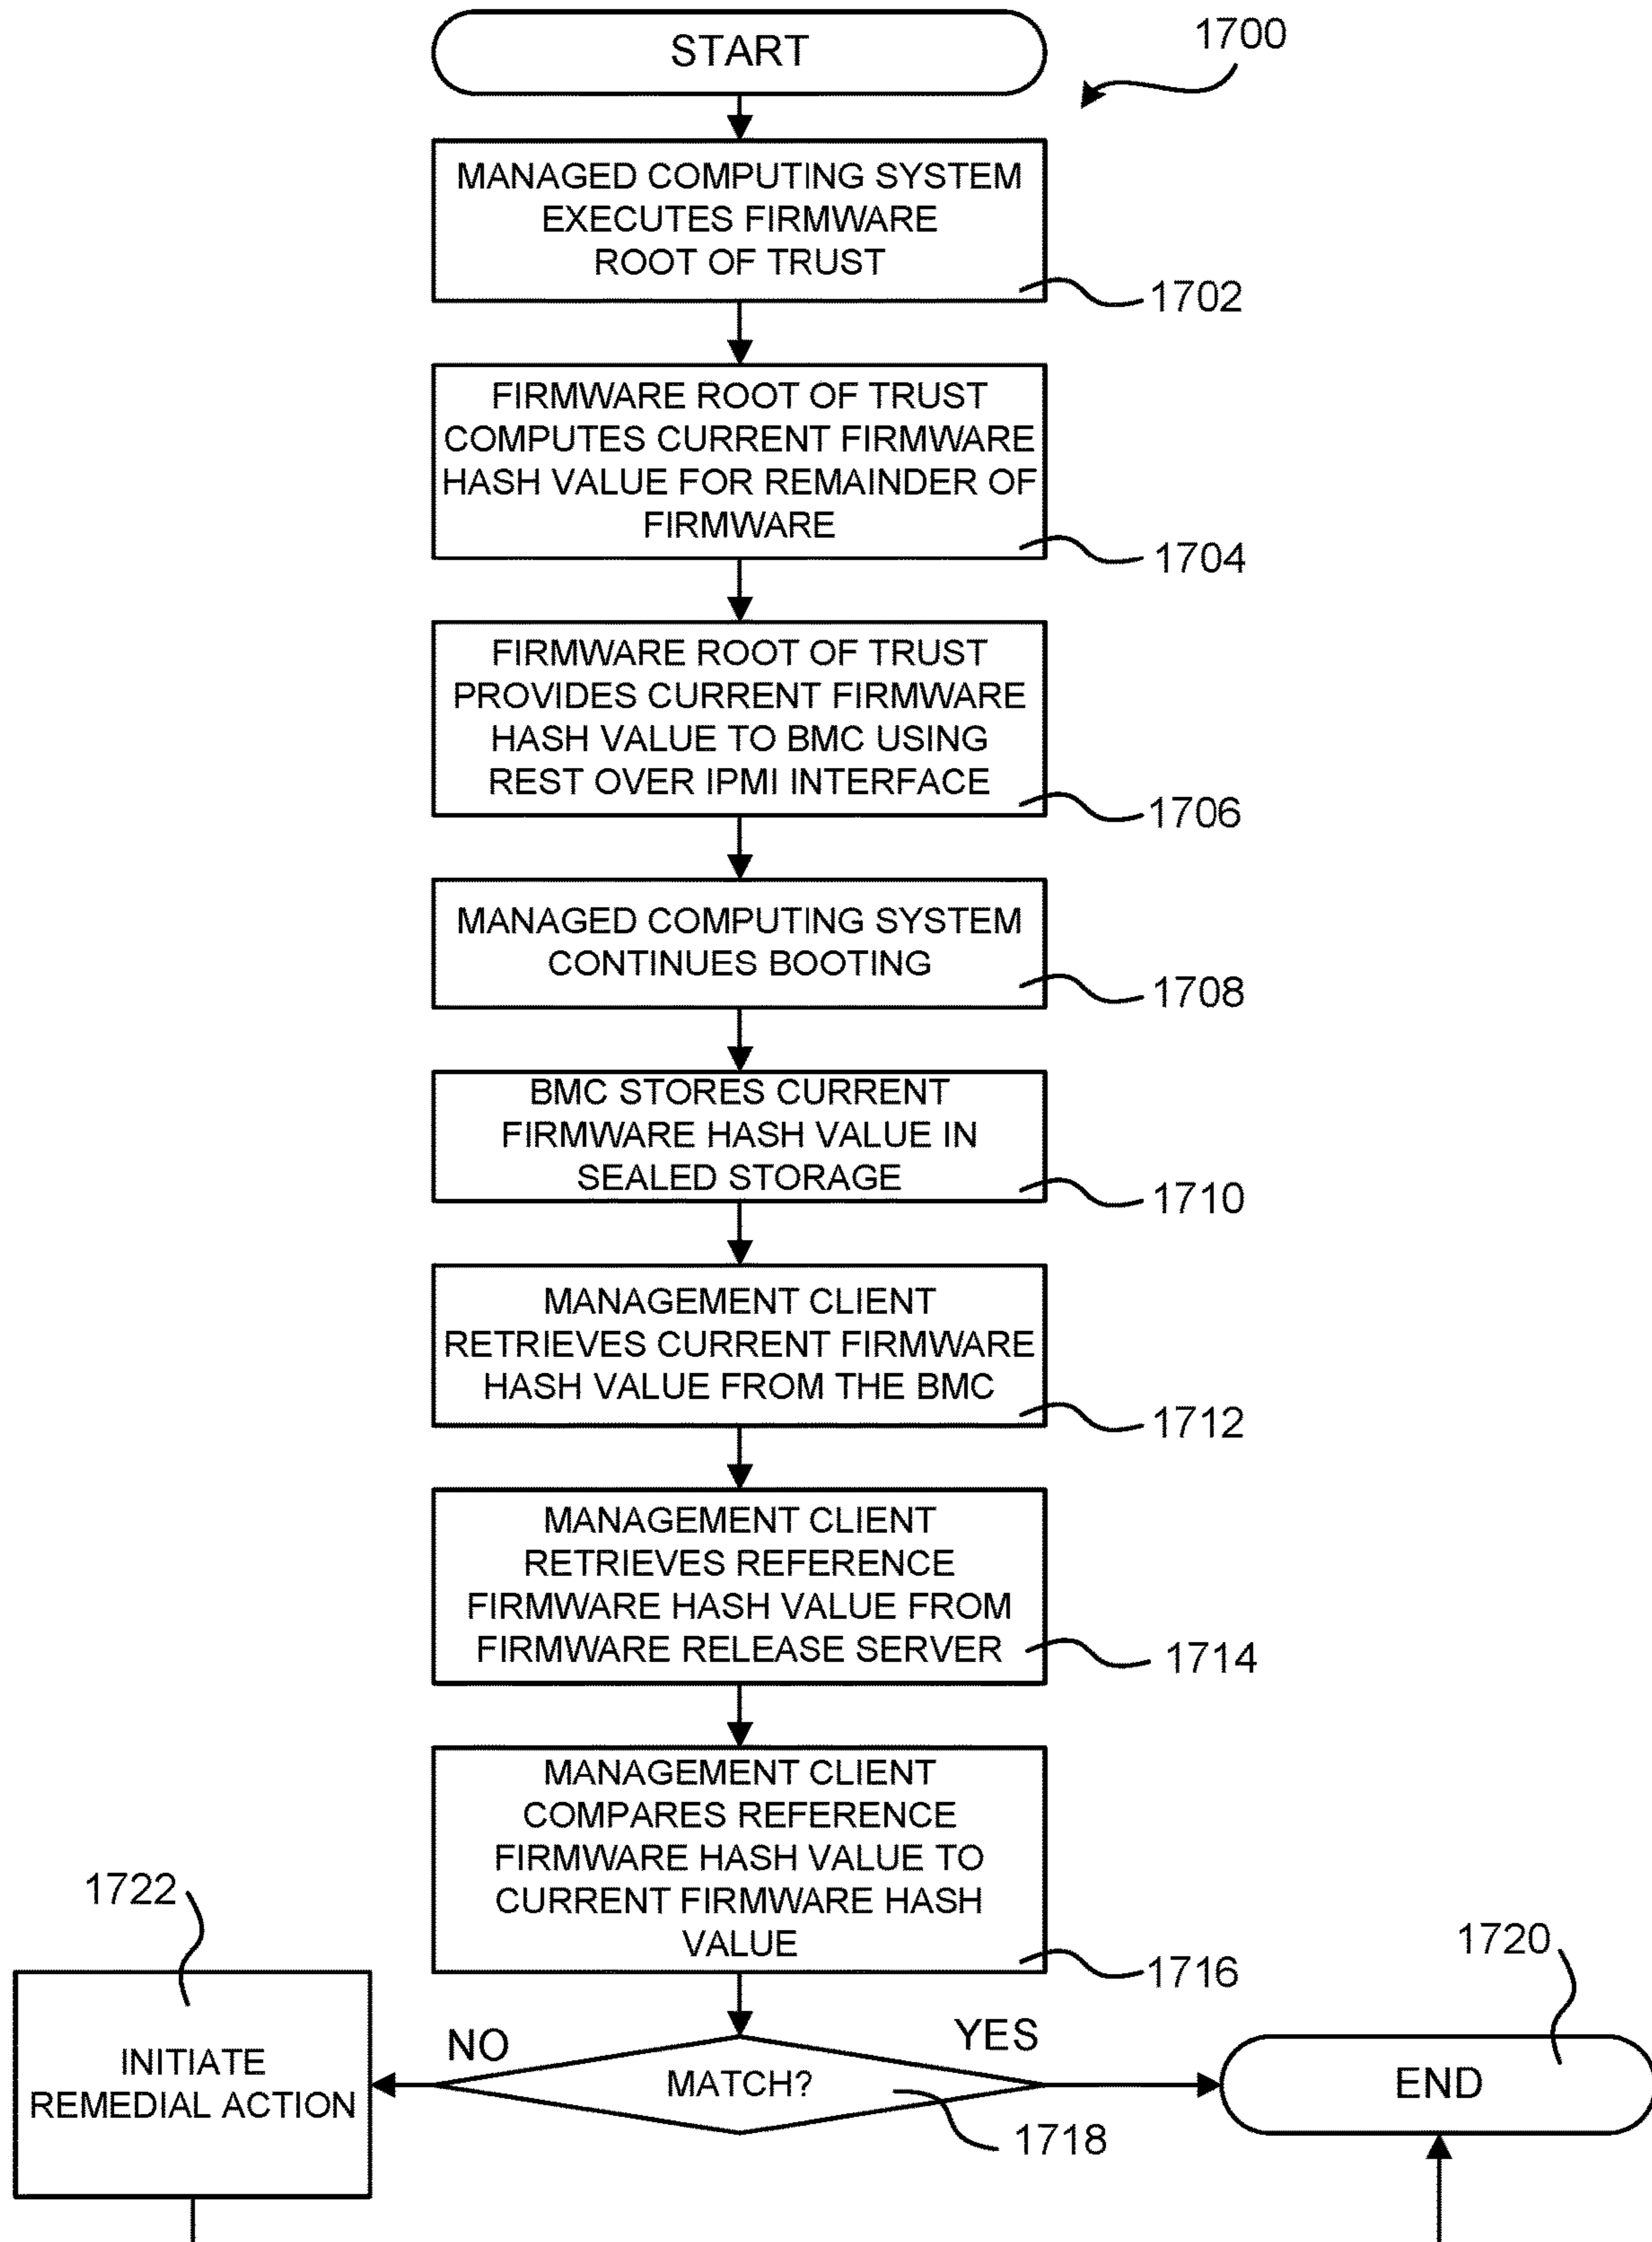 START
1700
MANAGED COMPUTING SYSTEM
EXECUTES FIRMWARE
ROOT OF TRUST
1702
FIRMWARE ROOT OF TRUST
COMPUTES CURRENT FIRMWARE
HASH VALUE FOR REMAINDER OF
FIRMWARE
1704
FIRMWARE ROOT OF TRUST
PROVIDES CURRENT FIRMWARE
HASH VALUE TO BMC USING
REST OVER IPMI INTERFACE
1706
MANAGED COMPUTING SYSTEM
CONTINUES BOOTING
1708
BMC STORES CURRENT
FIRMWARE HASH VALUE IN
SEALED STORAGE
1710
MANAGEMENT CLIENT
RETRIEVES CURRENT FIRMWARE
HASH VALUE FROM THE BMC
1712
MANAGEMENT CLIENT
RETRIEVES REFERENCE
FIRMWARE HASH VALUE FROM
FIRMWARE RELEASE SERVER
1714
MANAGEMENT CLIENT
COMPARES REFERENCE
FIRMWARE HASH VALUE TO
CURRENT FIRMWARE HASH
VALUE
1716
1722
1720
NO
YES
INITIATE
REMEDIAL ACTION
MATCH?
END
1718